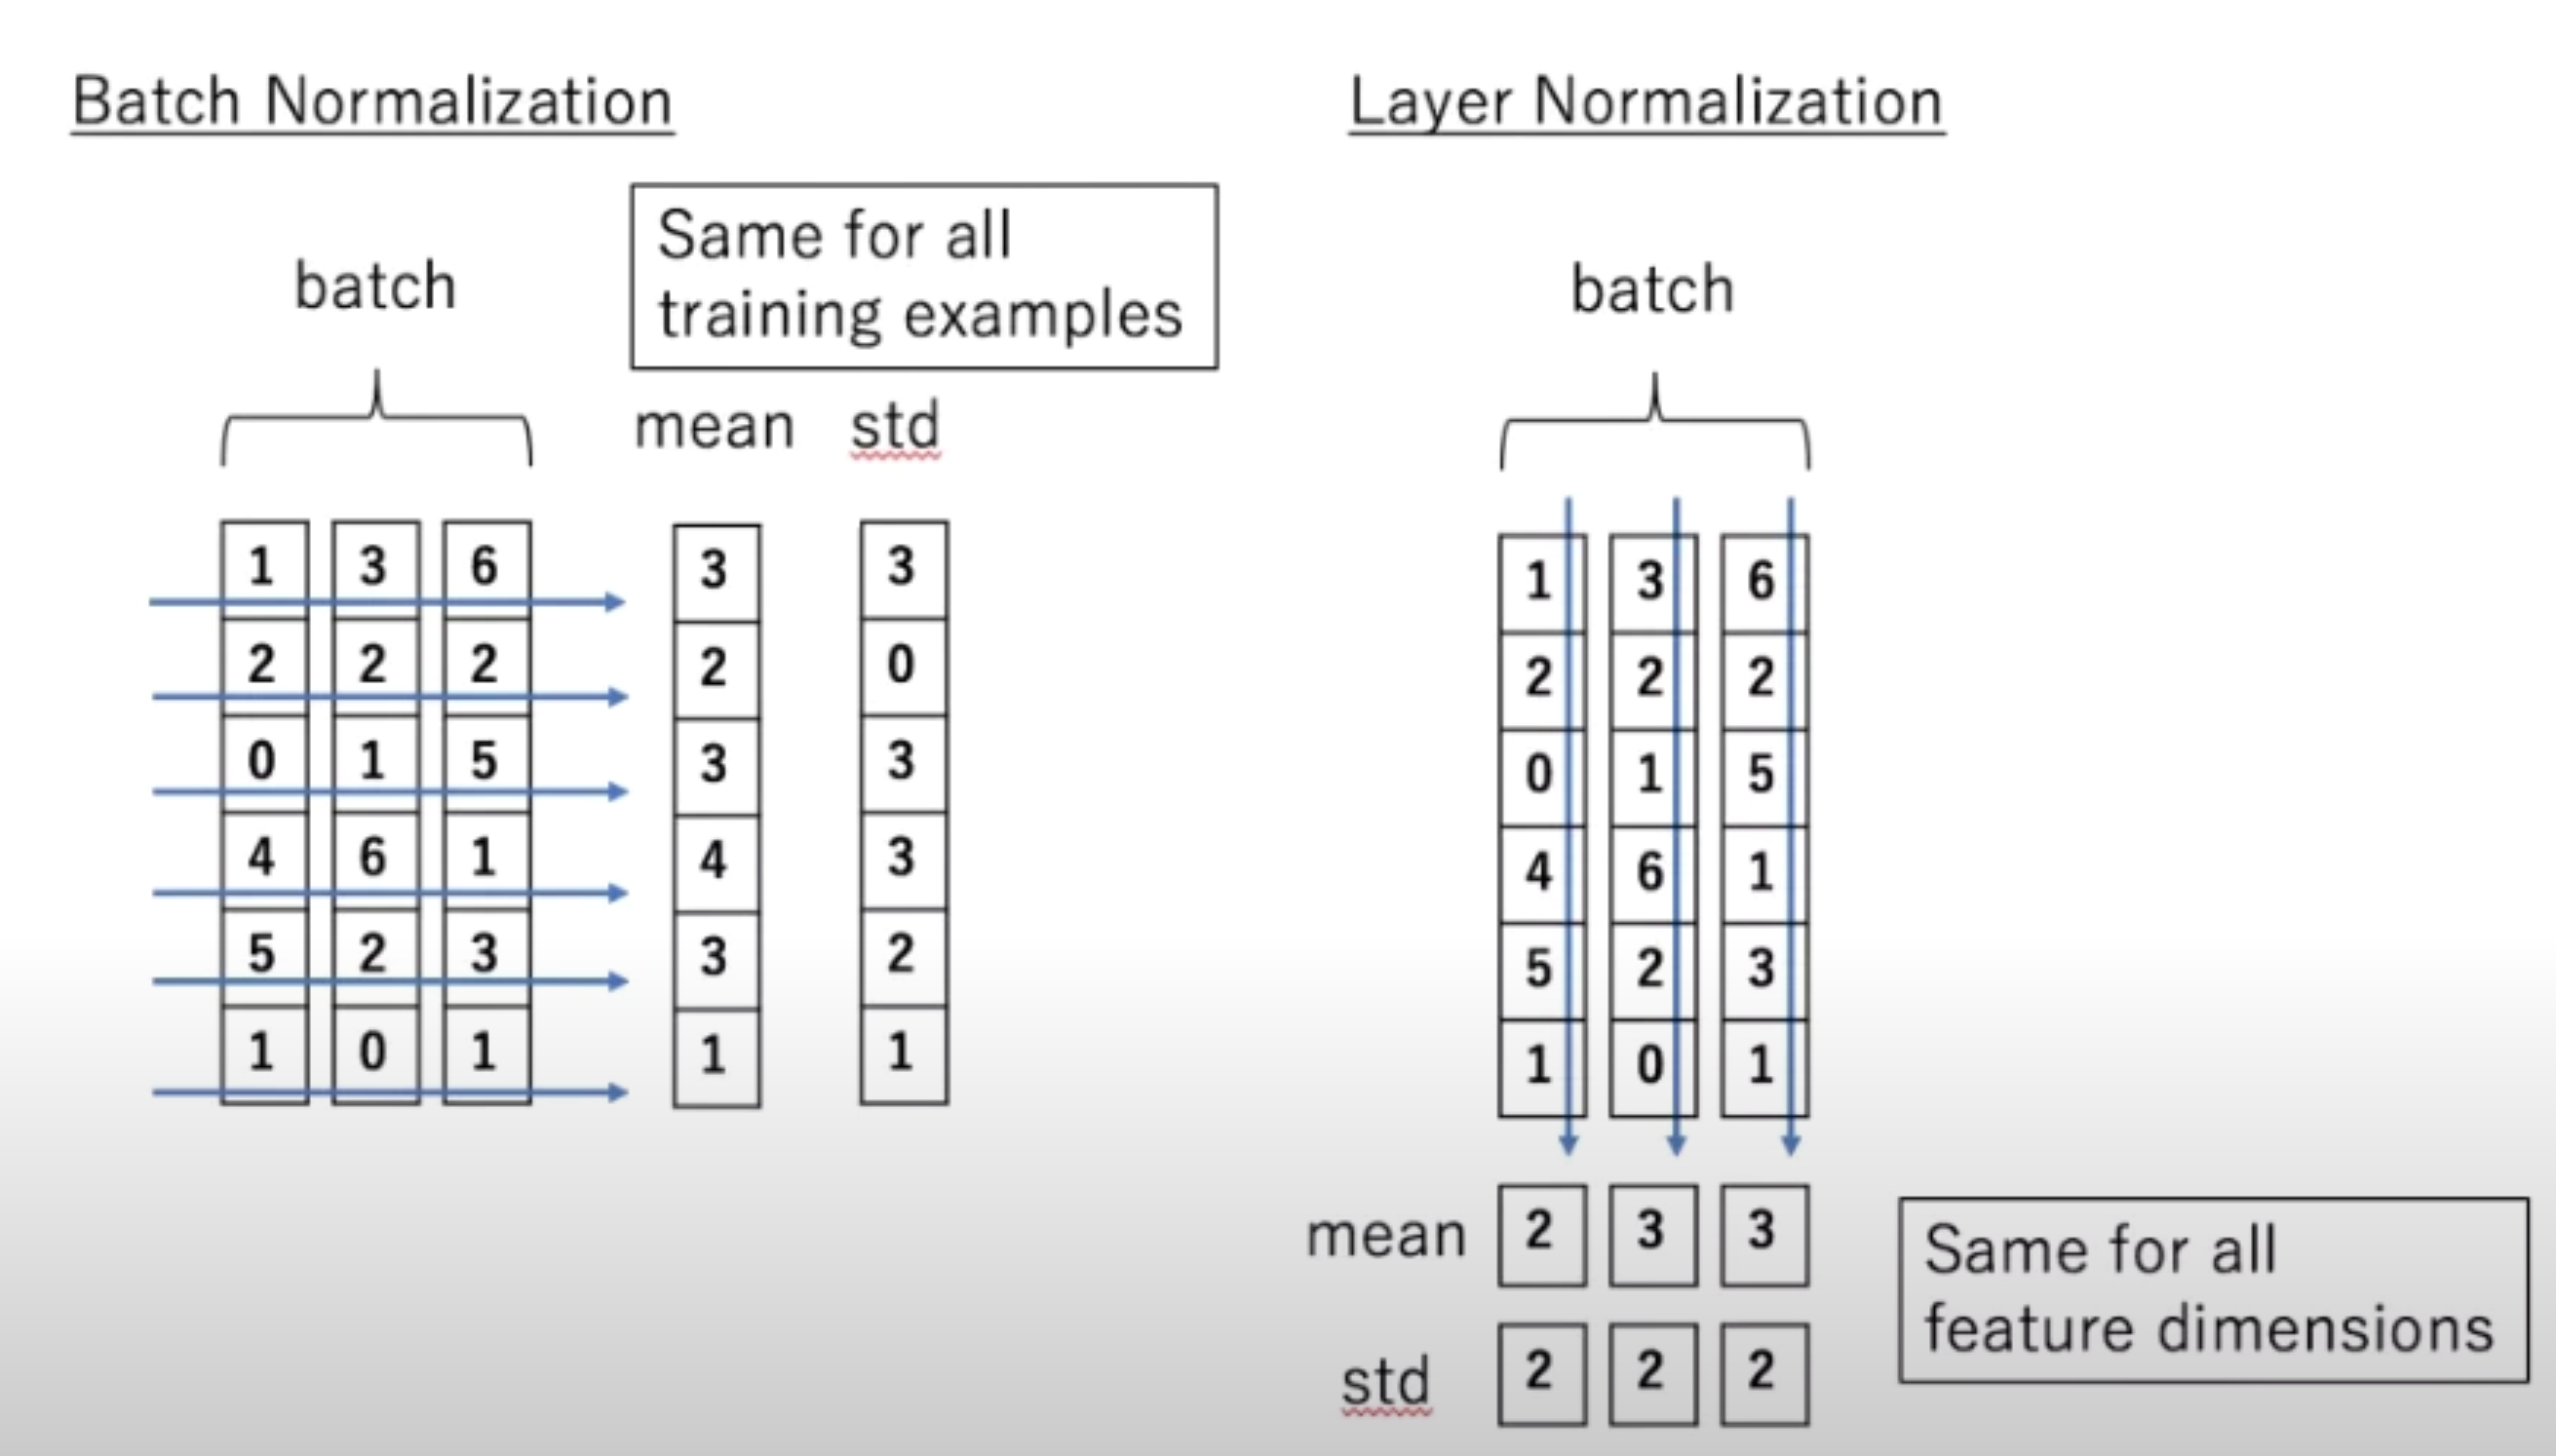 Batch Normalization
Same for all
training examples
batch
mean std
1 3 6 3 3
2 2 2 2 0
0 1 5 3 3
4 6 1 4 3
5 2 3 3 2
1 0 1 1 1
Layer Normalization
batch
1 3 6
2 2 2
0 1 5
4 6 1
5 2 3
1 0 1
mean 2 3 3
std 2 2 2
Same for all
feature dimensions